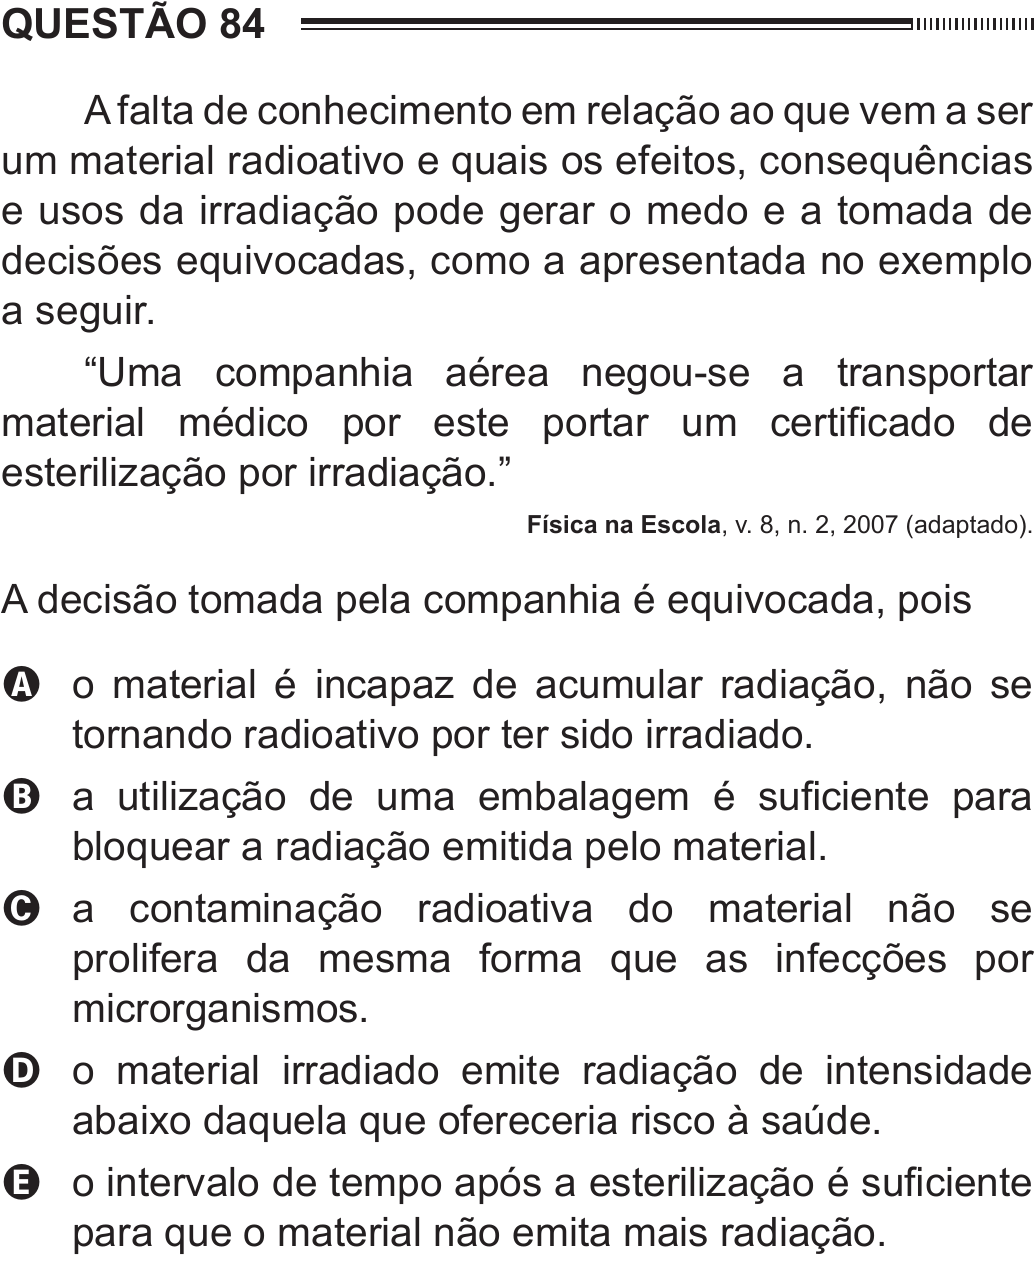 QUESTÃO 84
A falta de conhecimento em relação ao que vem a ser
um material radioativo e quais os efeitos, consequências
e usos da irradiação pode gerar o medo e a tomada de
decisões equivocadas, como a apresentada no exemplo
a seguir.
“Uma companhia aérea negou-se a transportar
material médico por este portar um certificado de
esterilização por irradiação.”
Física na Escola, v. 8, n. 2, 2007 (adaptado).
A decisão tomada pela companhia é equivocada, pois
A o material é incapaz de acumular radiação, não se
tornando radioativo por ter sido irradiado.
B a utilização de uma embalagem é suficiente para
bloquear a radiação emitida pelo material.
C a contaminação radioativa do material não se
prolifera da mesma forma que as infecções por
microrganismos.
D o material irradiado emite radiação de intensidade
abaixo daquela que ofereceria risco à saúde.
E o intervalo de tempo após a esterilização é suficiente
para que o material não emita mais radiação.